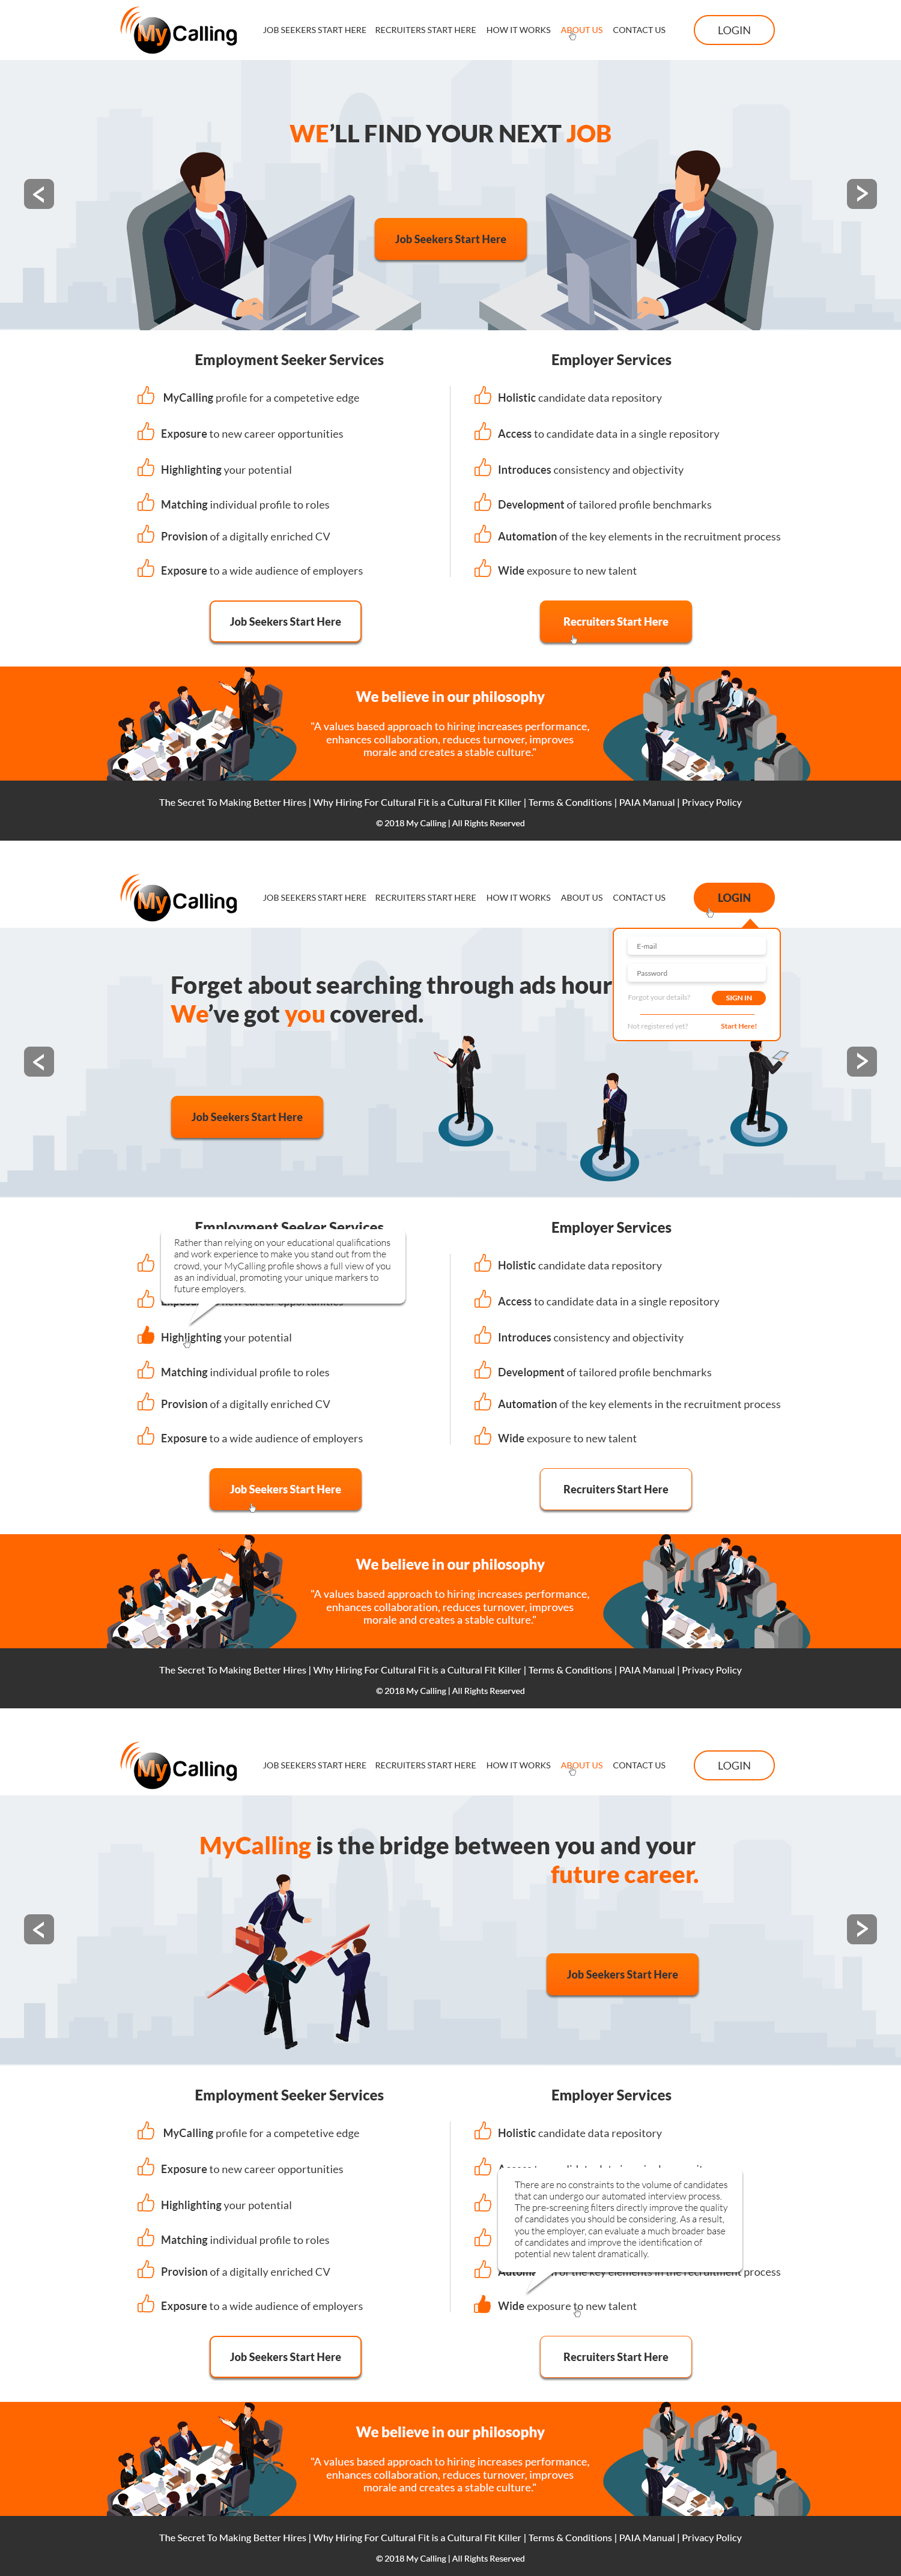 MyCalling
JOB SEEKERS START HERE
RECRUITERS START HERE
HOW IT WORKS
ABOUT US
CONTACT US
LOGIN
WE'LL FIND YOUR NEXT JOB
<
>
Job Seekers Start Here
Employment Seeker Services
MyCalling profile for a competetive edge
Exposure to new career opportunities
Highlighting your potential
Matching individual profile to roles
Provision of a digitally enriched CV
Exposure to a wide audience of employers
Job Seekers Start Here
Employer Services
Holistic candidate data repository
Access to candidate data in a single repository
Introduces consistency and objectivity
Development of tailored profile benchmarks
Automation of the key elements in the recruitment process
Wide exposure to new talent
Recruiters Start Here
We believe in our philosophy
"A values based approach to hiring increases performance,
enhances collaboration, reduces turnover, improves
morale and creates a stable culture."
The Secret To Making Better Hires | Why Hiring For Cultural Fit is a Cultural Fit Killer | Terms & Conditions | PAIA Manual | Privacy Policy
© 2018 My Calling | All Rights Reserved
MyCalling
JOB SEEKERS START HERE
RECRUITERS START HERE
HOW IT WORKS
ABOUT US
CONTACT US
LOGIN
E-mail
Password
Forgot your details?
SIGN IN
Not registered yet?
Start Here!
Forget about searching through ads hour
We've got you covered.
<
>
Job Seekers Start Here
Employment Seeker Services
Rather than relying on your educational qualifications
and work experience to make you stand out from the
crowd, your MyCalling profile shows a full view of you
as an individual, promoting your unique markers to
future employers.
Highlighting your potential
Matching individual profile to roles
Provision of a digitally enriched CV
Exposure to a wide audience of employers
Job Seekers Start Here
Employer Services
Holistic candidate data repository
Access to candidate data in a single repository
Introduces consistency and objectivity
Development of tailored profile benchmarks
Automation of the key elements in the recruitment process
Wide exposure to new talent
Recruiters Start Here
We believe in our philosophy
"A values based approach to hiring increases performance,
enhances collaboration, reduces turnover, improves
morale and creates a stable culture."
The Secret To Making Better Hires | Why Hiring For Cultural Fit is a Cultural Fit Killer | Terms & Conditions | PAIA Manual | Privacy Policy
© 2018 My Calling | All Rights Reserved
MyCalling
JOB SEEKERS START HERE
RECRUITERS START HERE
HOW IT WORKS
ABOUT US
CONTACT US
LOGIN
MyCalling is the bridge between you and your
future career.
<
>
Job Seekers Start Here
Employment Seeker Services
MyCalling profile for a competetive edge
Exposure to new career opportunities
Highlighting your potential
Matching individual profile to roles
Provision of a digitally enriched CV
Exposure to a wide audience of employers
Job Seekers Start Here
Employer Services
Holistic candidate data repository
There are no constraints to the volume of candidates
that can undergo our automated interview process.
The pre-screening filters directly improve the quality
of candidates you should be considering. As a result,
you the employer, can evaluate a much broader base
of candidates and improve the identification of
potential new talent dramatically.
Automation of the key elements in the recruitment process
Wide exposure to new talent
Recruiters Start Here
We believe in our philosophy
"A values based approach to hiring increases performance,
enhances collaboration, reduces turnover, improves
morale and creates a stable culture."
The Secret To Making Better Hires | Why Hiring For Cultural Fit is a Cultural Fit Killer | Terms & Conditions | PAIA Manual | Privacy Policy
© 2018 My Calling | All Rights Reserved